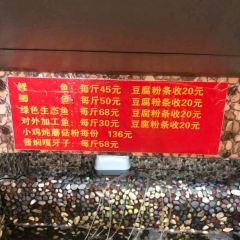 鲤 鱼：每斤45元 豆腐粉条收20元
鲫 鱼：每斤50元 豆腐粉条收20元
绿色生态鱼：每斤68元 豆腐粉条收20元
对外加工鱼：每斤30元 豆腐粉条收20元
小鸡炖蘑菇粉每份 136元
酱焖嘎牙子：每斤58元